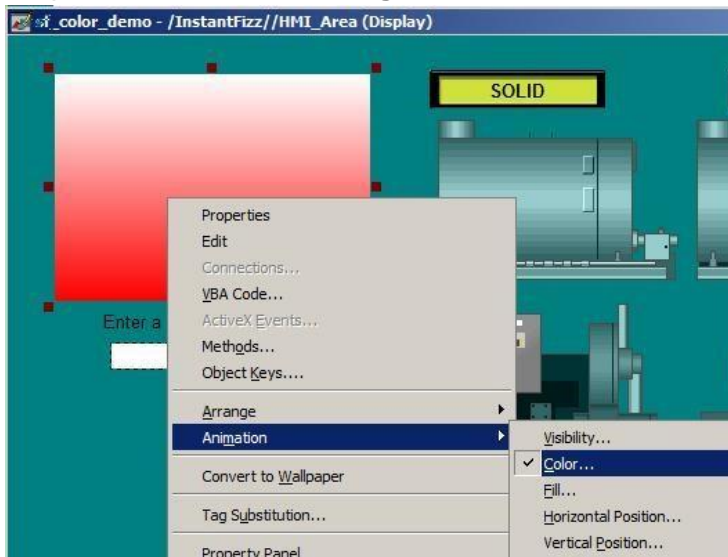 _color_demo - /InstantFizz//HMI_Area (Display)
SOLID
Properties
Edit
Connections...
VBA Code...
ActiveX Events...
Methods...
Object Keys....
Enter a
Arrange
Animation
Convert to Wallpaper
Tag Substitution...
Property Panel
Visibility...
Color...
Fill...
Horizontal Position...
Vertical Position...